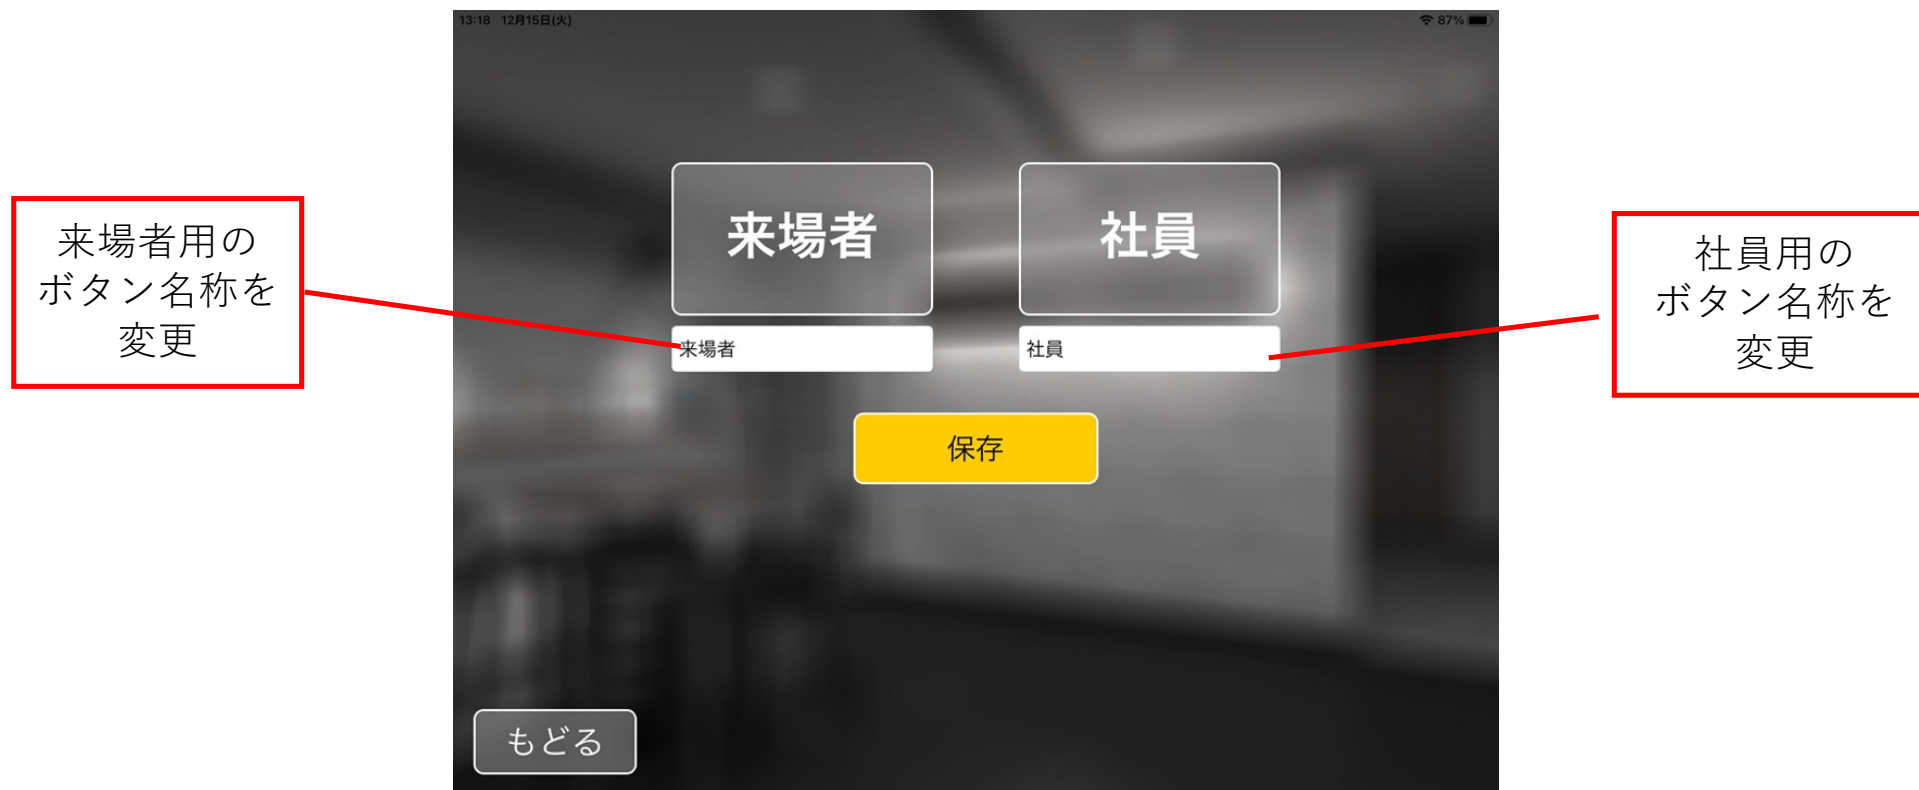 13:18 12月15日(火)
87%
来場者用の
ボタン名称を
変更
来場者
社員
社員用の
ボタン名称を
変更
来場者
社員
保存
もどる